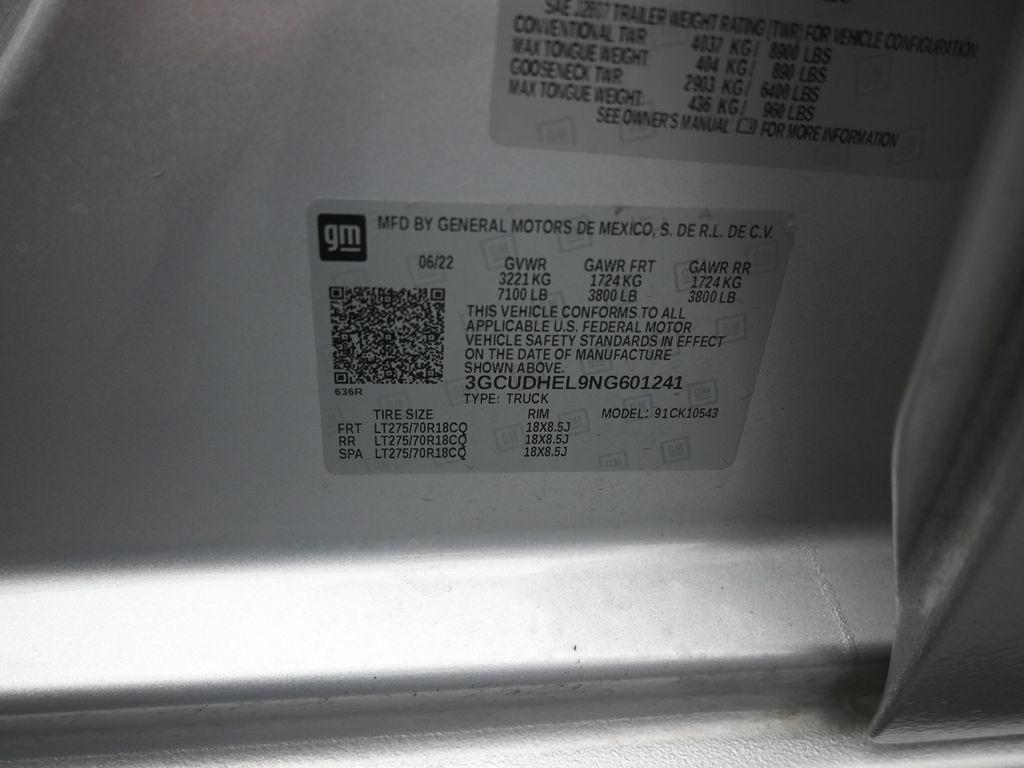 SAE J2807 TRAILER WEIGHT RATING (TWR) FOR VEHICLE CONFIGURATION
CONVENTIONAL TWR: 4037 KG/ 8900 LBS
MAX TONGUE WEIGHT: 404 KG/ 890 LBS
GOOSENECK TWR: 2903 KG/ 6400 LBS
MAX TONGUE WEIGHT: 436 KG/ 960 LBS
SEE OWNER'S MANUAL FOR MORE INFORMATION
gm MFD BY GENERAL MOTORS DE MEXICO, S. DE R.L. DE C.V.
06/22 GVWR GAWR FRT GAWR RR
3221 KG 1724 KG 1724 KG
7100 LB 3800 LB 3800 LB
THIS VEHICLE CONFORMS TO ALL
APPLICABLE U.S. FEDERAL MOTOR
VEHICLE SAFETY STANDARDS IN EFFECT
ON THE DATE OF MANUFACTURE
SHOWN ABOVE.
3GCUDHEL9NG601241
636R
TYPE: TRUCK
TIRE SIZE RIM MODEL: 91CK10543
FRT LT275/70R18CQ 18X8.5J
RR LT275/70R18CQ 18X8.5J
SPA LT275/70R18CQ 18X8.5J